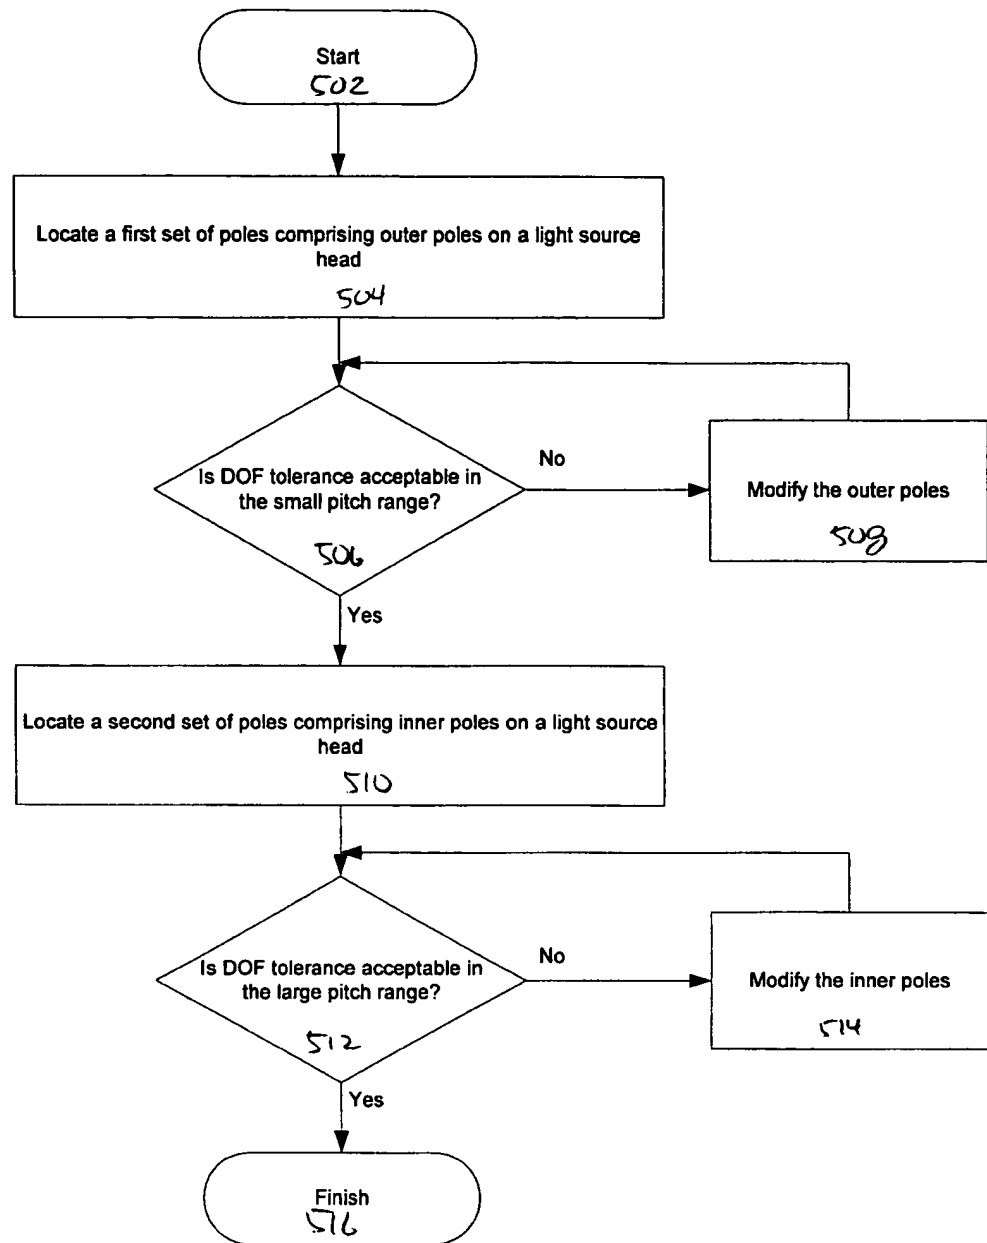 Start
502
Locate a first set of poles comprising outer poles on a light source
head
504
Is DOF tolerance acceptable in
the small pitch range?
506
No
Modify the outer poles
508
Yes
Locate a second set of poles comprising inner poles on a light source
head
510
Is DOF tolerance acceptable in
the large pitch range?
512
No
Modify the inner poles
514
Yes
Finish
516